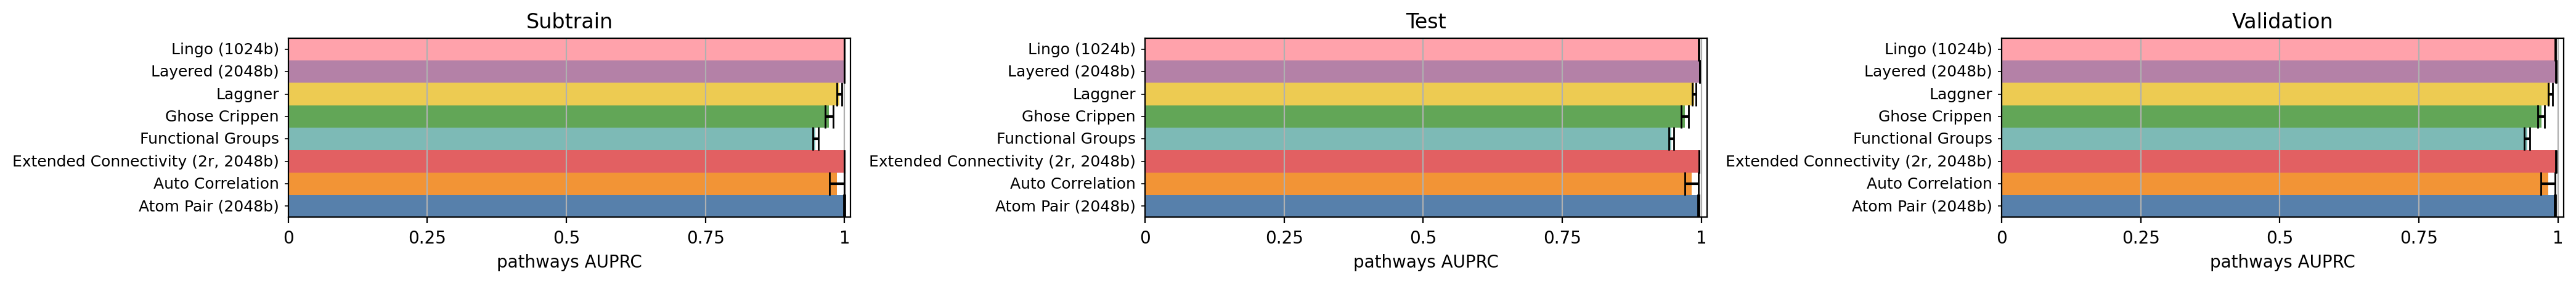 Subtrain
Lingo (1024b)
Layered (2048b)
Laggner
Ghose Crippen
Functional Groups
Extended Connectivity (2r, 2048b)
Auto Correlation
Atom Pair (2048b)
0 0.25 0.5 0.75 1
pathways AUPRC
Test
Lingo (1024b)
Layered (2048b)
Laggner
Ghose Crippen
Functional Groups
Extended Connectivity (2r, 2048b)
Auto Correlation
Atom Pair (2048b)
0 0.25 0.5 0.75 1
pathways AUPRC
Validation
Lingo (1024b)
Layered (2048b)
Laggner
Ghose Crippen
Functional Groups
Extended Connectivity (2r, 2048b)
Auto Correlation
Atom Pair (2048b)
0 0.25 0.5 0.75 1
pathways AUPRC